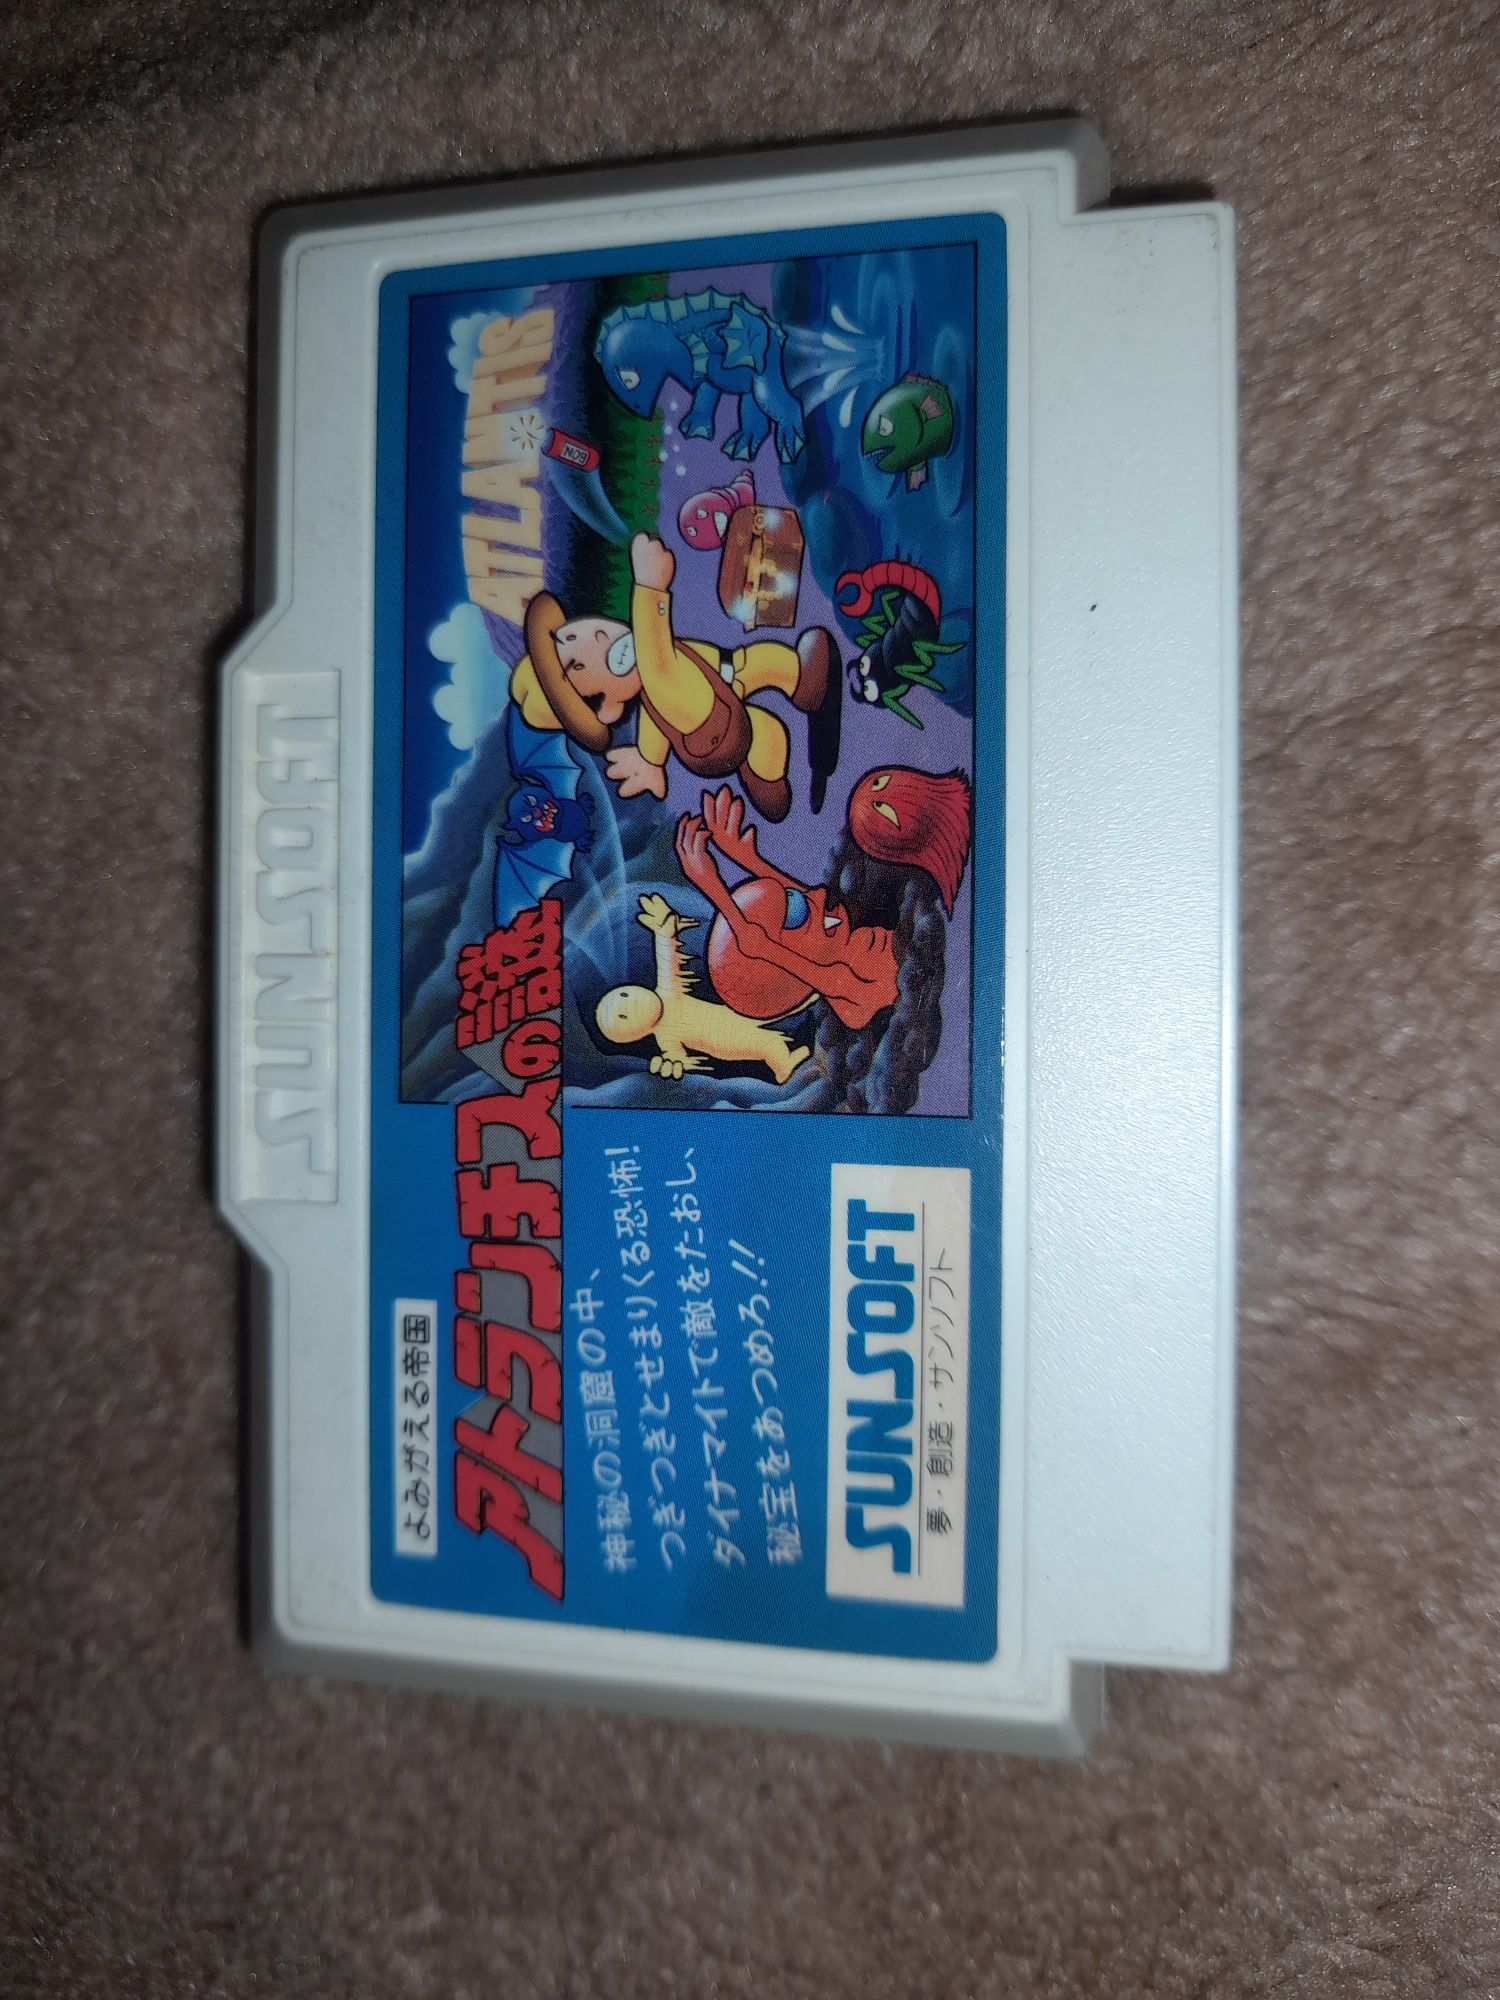 SUNSOFT
よみがえる帝国
アトランチスの謎
神秘の洞窟の中、
つぎつぎとせまりくる恐怖!
ダイナマイトで敵をたおし、
秘宝をあつめろ!!
SUNSOFT
夢・創造・サンソフト
ATLANTIS
BON